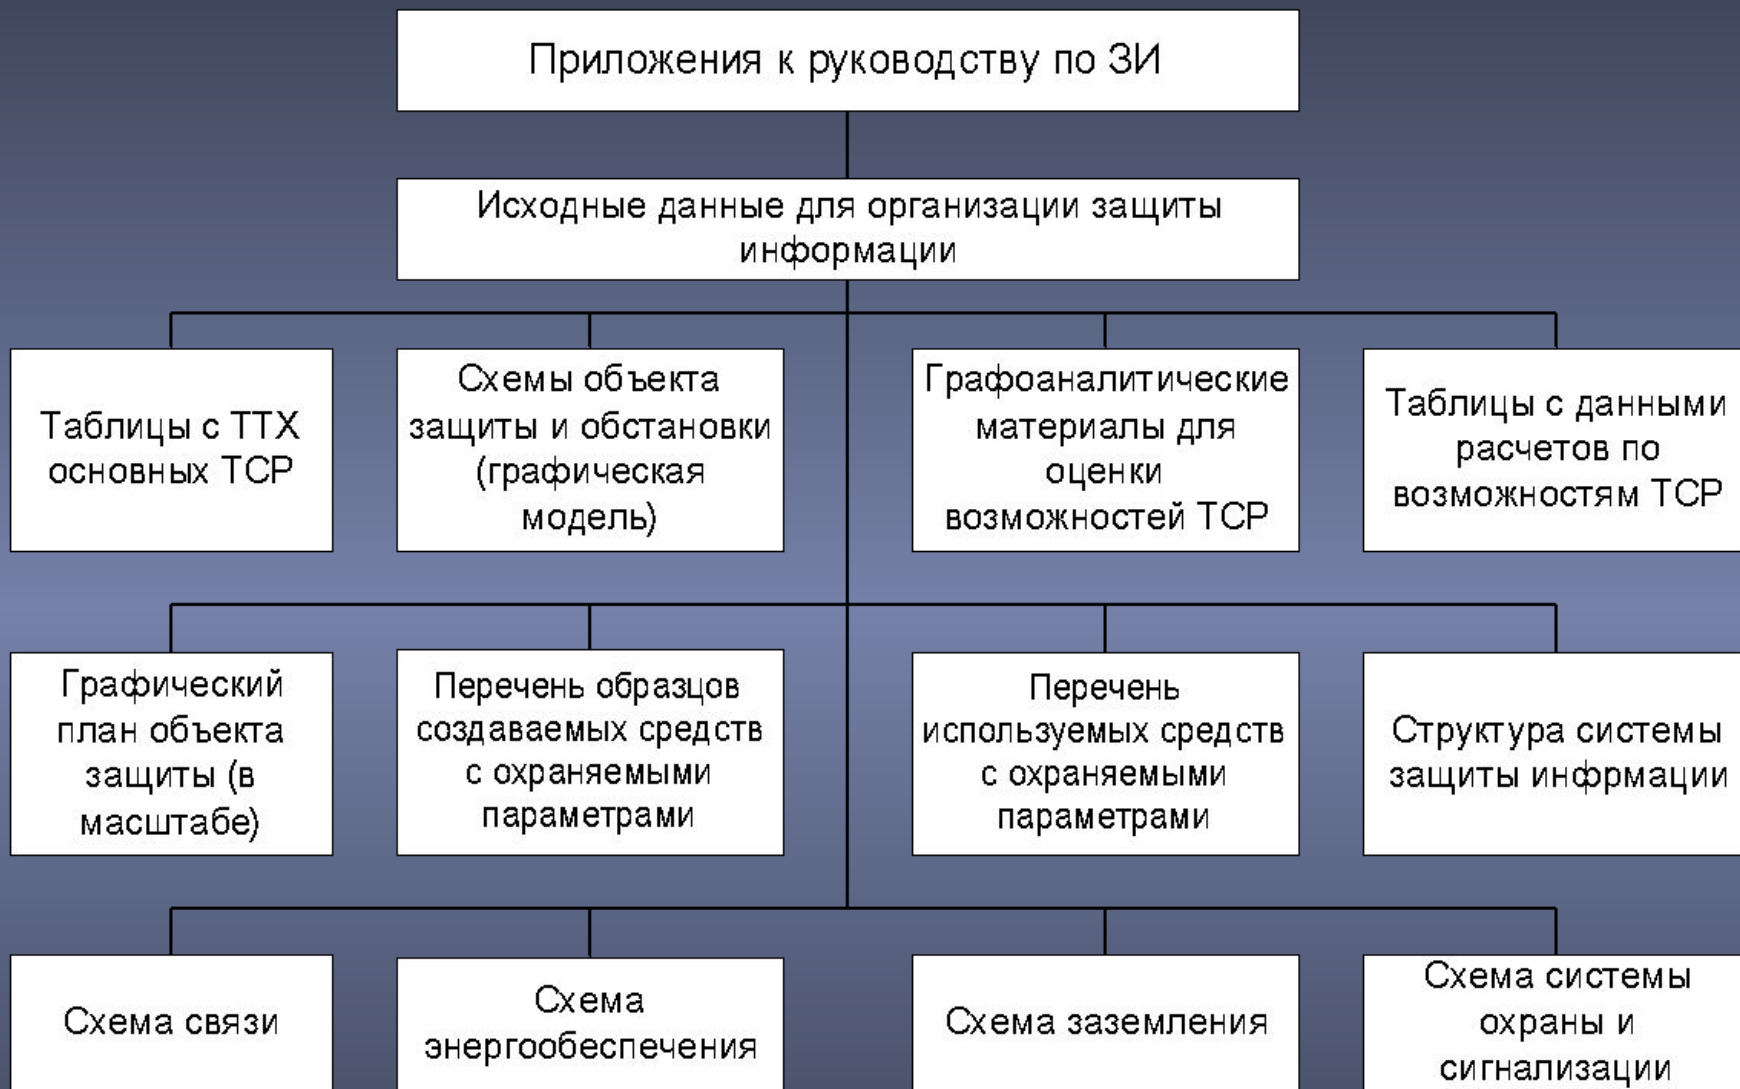 Приложения к руководству по ЗИ
Исходные данные для организации защиты
информации
Таблицы с ТТХ
основных ТСР
Схемы объекта
защиты и обстановки
(графическая
модель)
Графоаналитические
материалы для
оценки
возможностей ТСР
Таблицы с данными
расчетов по
возможностям ТСР
Графический
план объекта
защиты (в
масштабе)
Перечень образцов
создаваемых средств
с охраняемыми
параметрами
Перечень
используемых средств
с охраняемыми
параметрами
Структура системы
защиты инфрмации
Схема связи
Схема
энергообеспечения
Схема заземления
Схема системы
охраны и
сигнализации